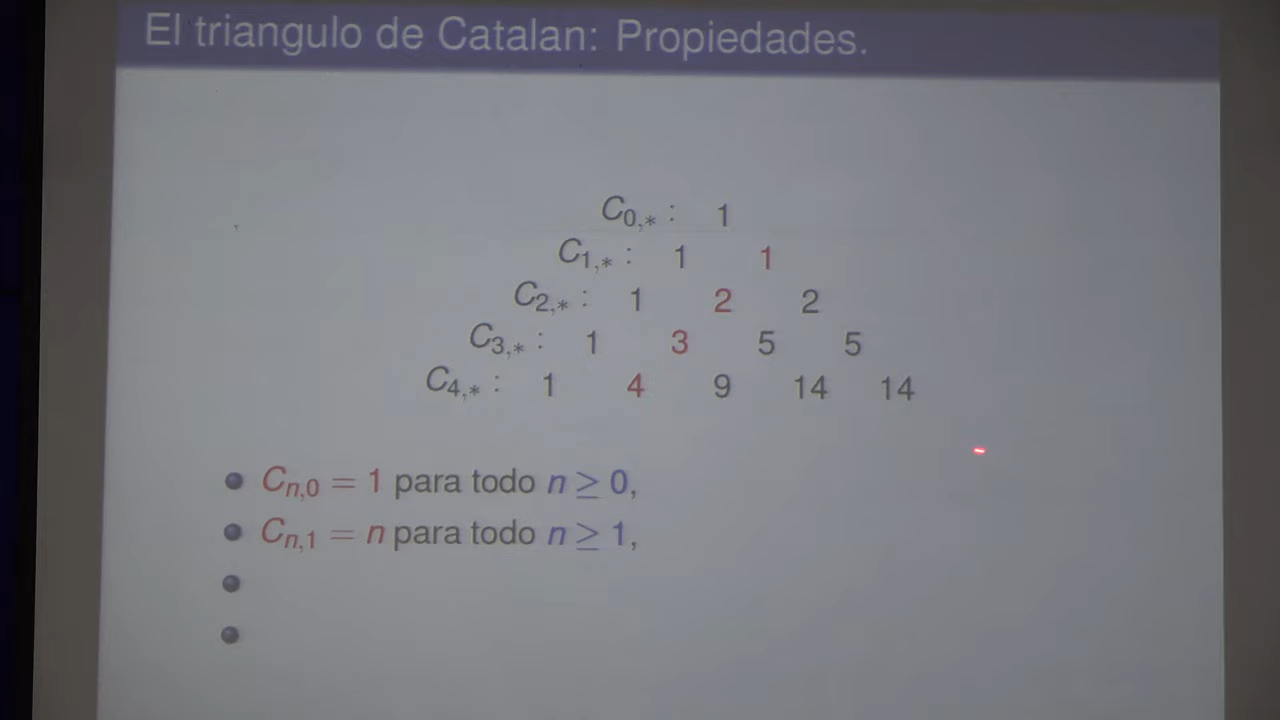 El triangulo de Catalan: Propiedades.
C₀,* : 1
C₁,* : 1 1
C₂,* : 1 2 2
C₃,* : 1 3 5 5
C₄,* : 1 4 9 14 14
Cₙ,₀ = 1 para todo n ≥ 0,
Cₙ,₁ = n para todo n ≥ 1,